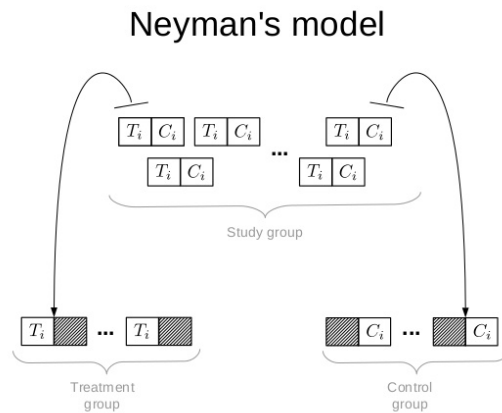 Neyman's model
T_i C_i T_i C_i ... T_i C_i
T_i C_i T_i C_i
Study group
T_i ... T_i
C_i ... C_i
Treatment
group
Control
group